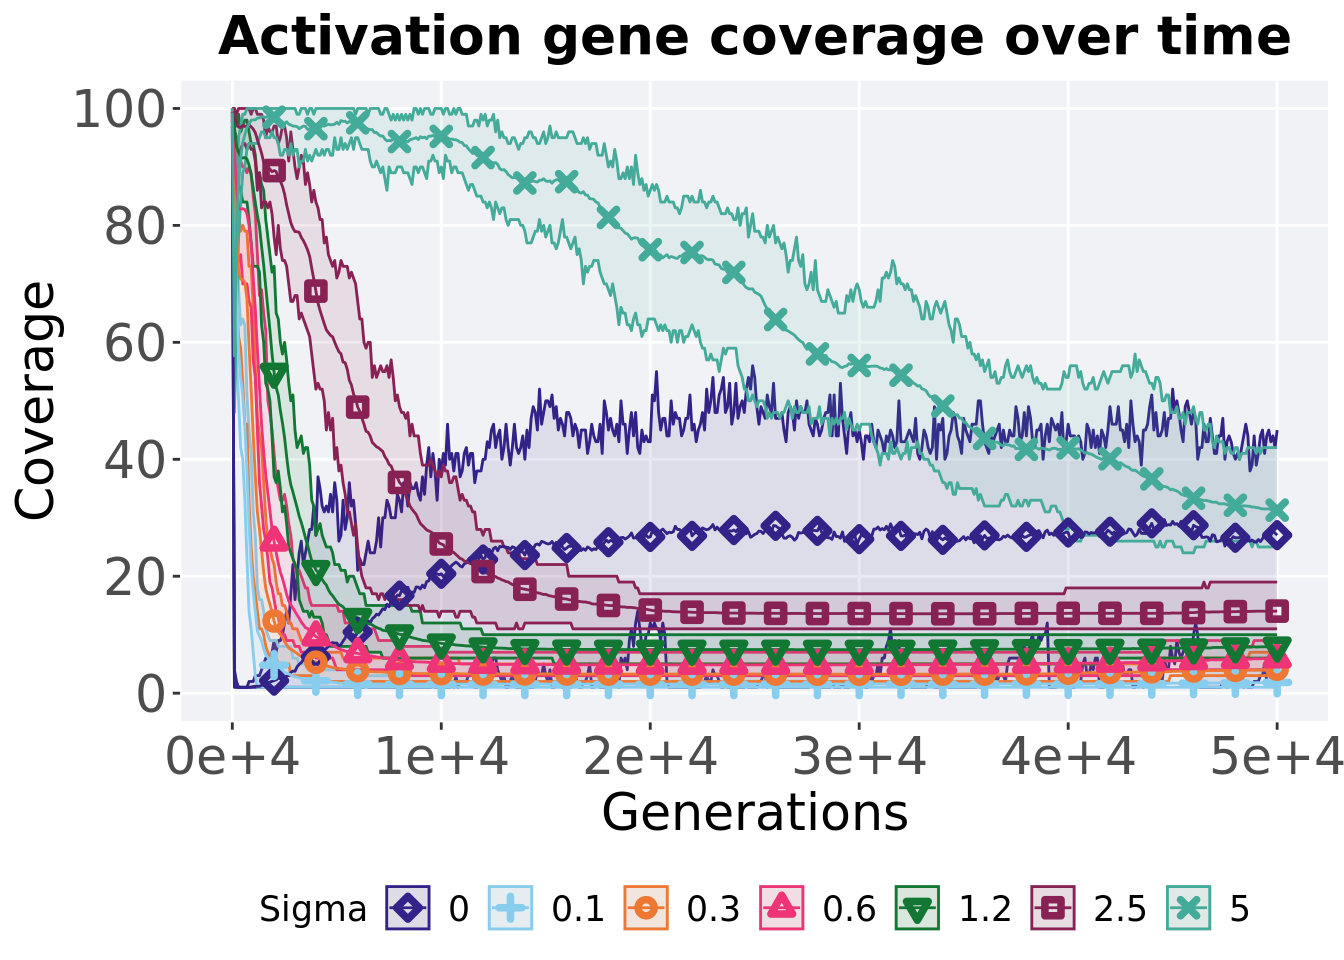 Activation gene coverage over time
100
80
60
40
20
0
Coverage
0e+4 1e+4 2e+4 3e+4 4e+4 5e+4
Generations
Sigma 0 0.1 0.3 0.6 1.2 2.5 5